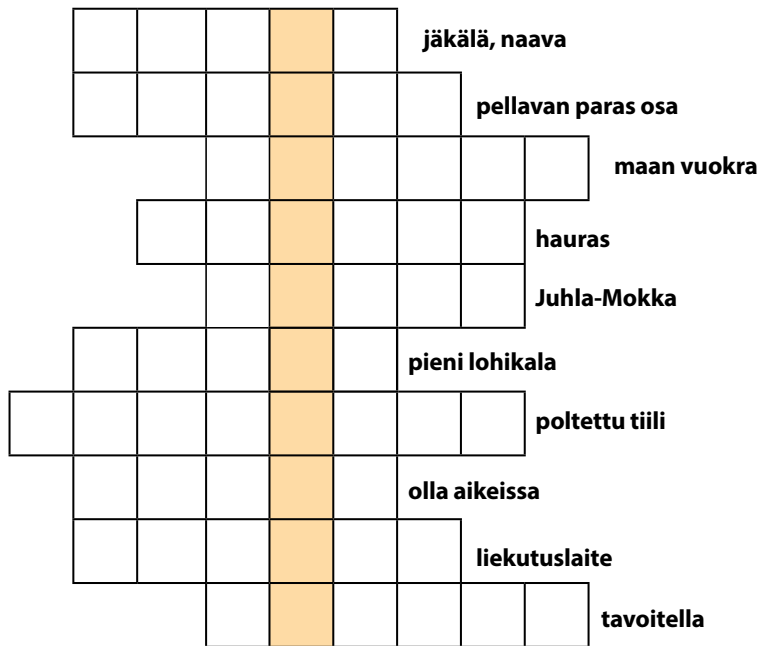 jäkälä, naava
pellavan paras osa
maan vuokra
hauras
Juhla-Mokka
pieni lohikala
poltettu tiili
olla aikeissa
liekutuslaite
tavoitella